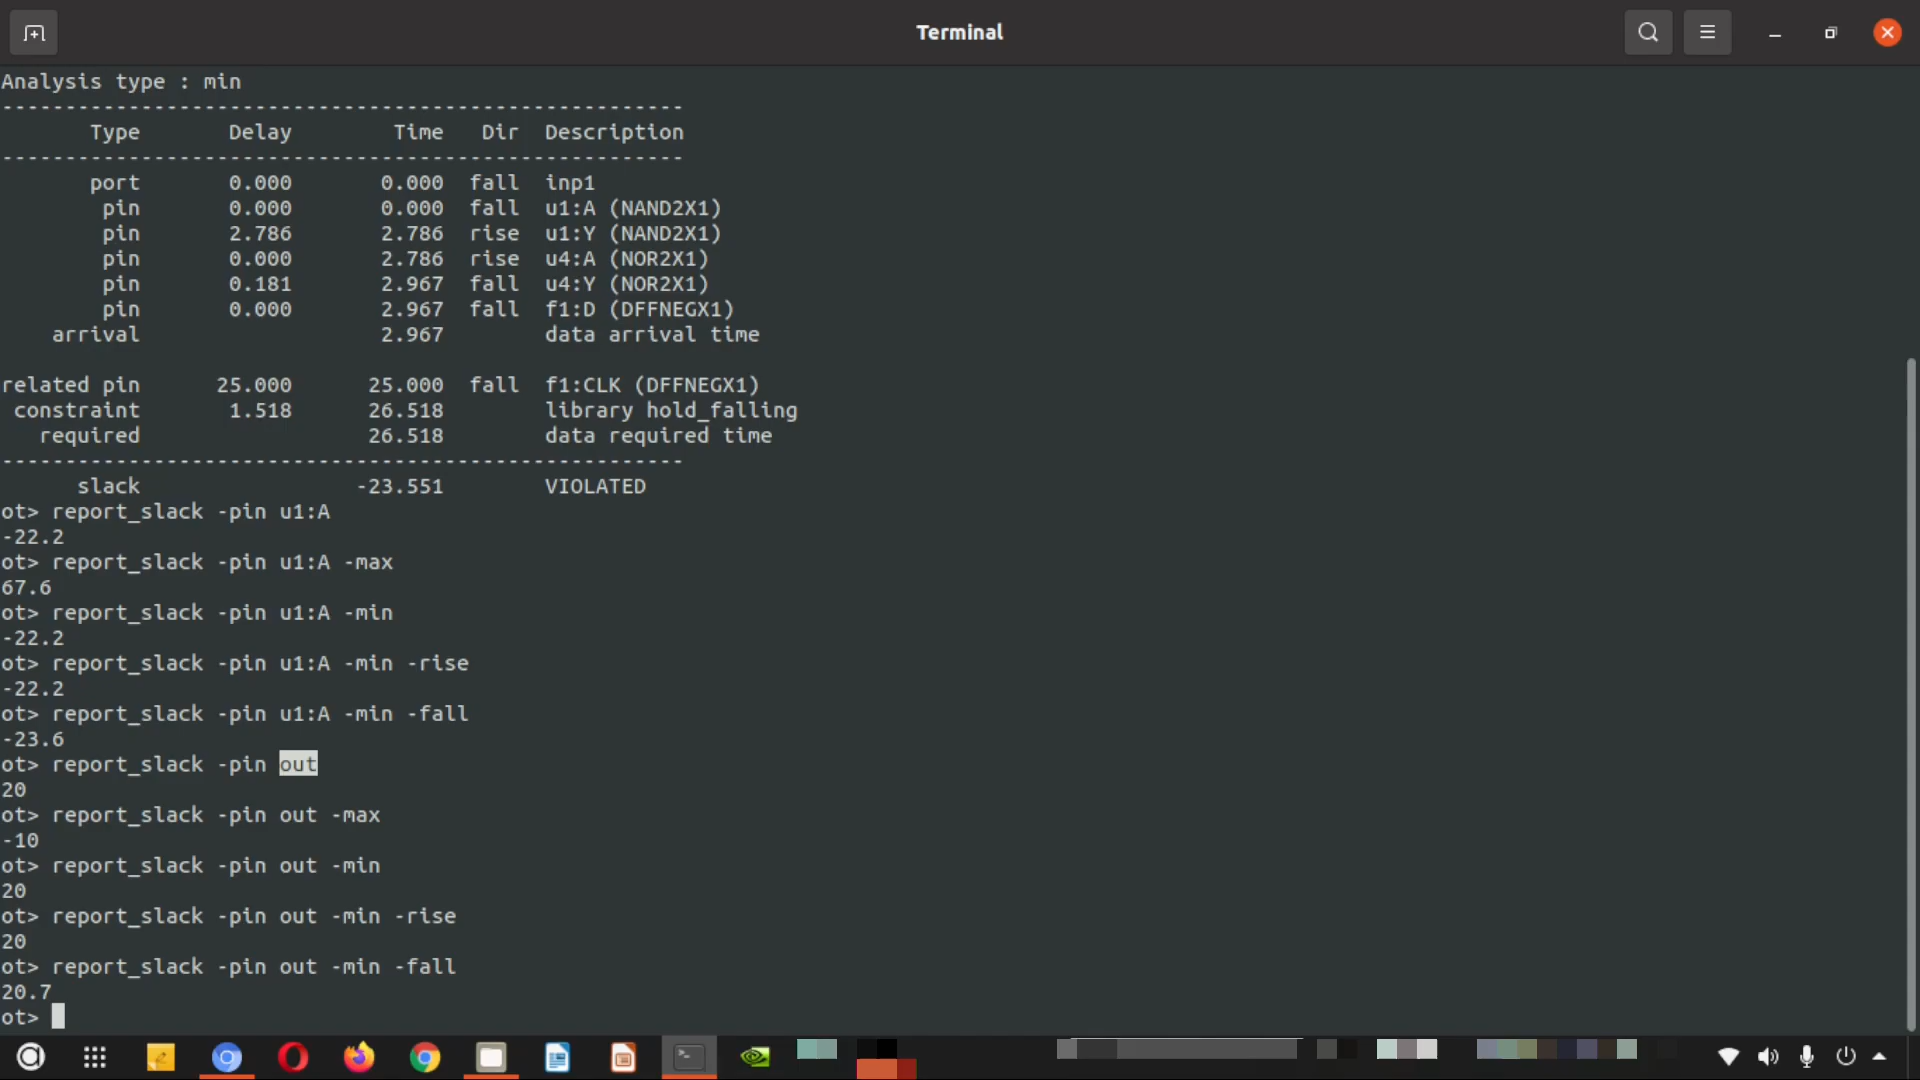 Terminal
Analysis type : min
------------------------------------------------------
Type Delay Time Dir Description
------------------------------------------------------
port 0.000 0.000 fall inp1
pin 0.000 0.000 fall u1:A (NAND2X1)
pin 2.786 2.786 rise u1:Y (NAND2X1)
pin 0.000 2.786 rise u4:A (NOR2X1)
pin 0.181 2.967 fall u4:Y (NOR2X1)
pin 0.000 2.967 fall f1:D (DFFNEGX1)
arrival 2.967 data arrival time
related pin 25.000 25.000 fall f1:CLK (DFFNEGX1)
constraint 1.518 26.518 library hold_falling
required 26.518 data required time
------------------------------------------------------
slack -23.551 VIOLATED
ot> report_slack -pin u1:A
-22.2
ot> report_slack -pin u1:A -max
67.6
ot> report_slack -pin u1:A -min
-22.2
ot> report_slack -pin u1:A -min -rise
-22.2
ot> report_slack -pin u1:A -min -fall
-23.6
ot> report_slack -pin out
20
ot> report_slack -pin out -max
-10
ot> report_slack -pin out -min
20
ot> report_slack -pin out -min -rise
20
ot> report_slack -pin out -min -fall
20.7
ot>